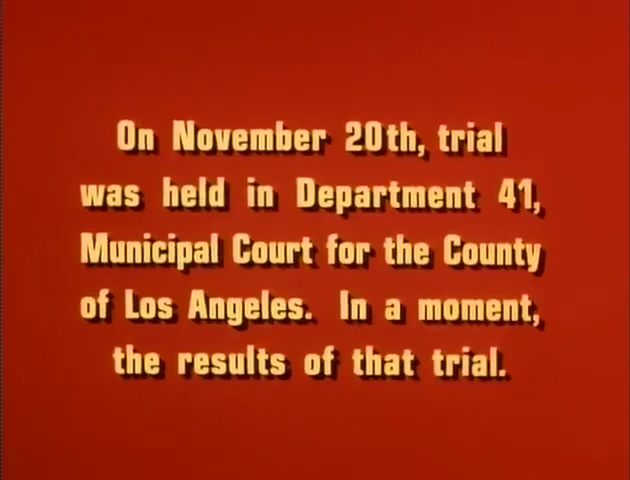 On November 20th, trial
was held in Department 41,
Municipal Court for the County
of Los Angeles. In a moment,
the results of that trial.